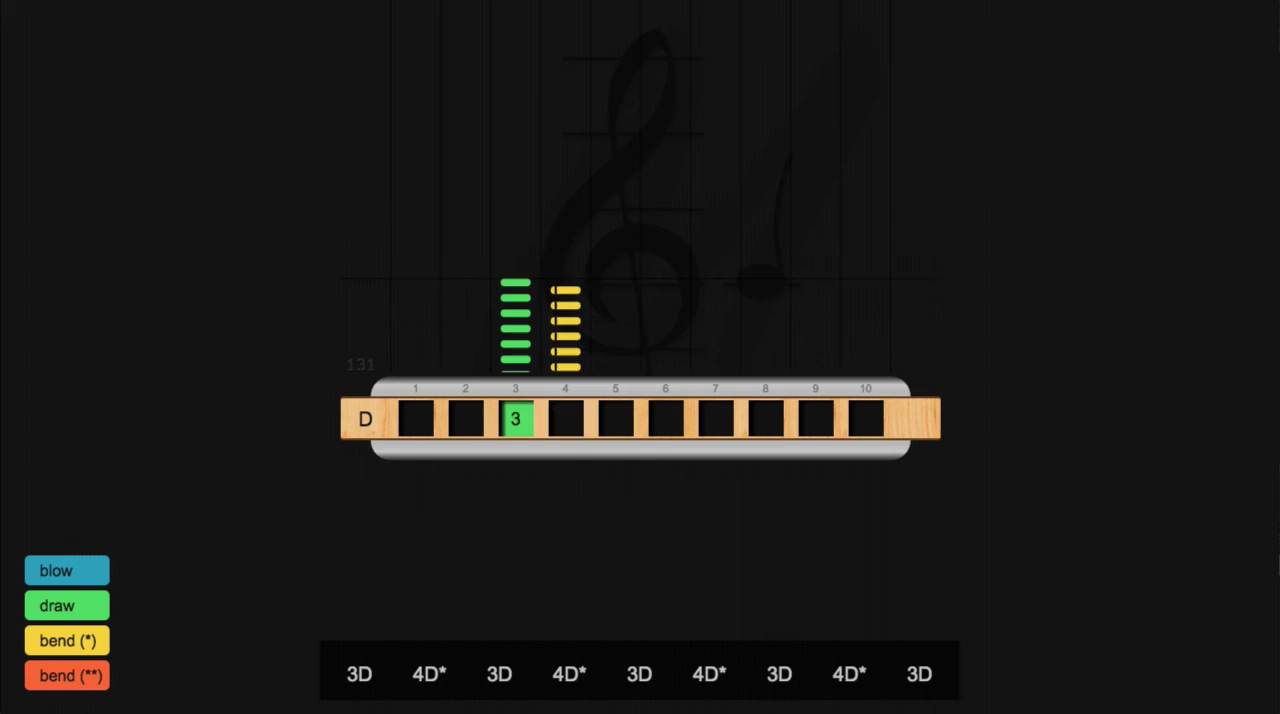 131
1 2 3 4 5 6 7 8 9 10
D 3
blow
draw
bend (*)
bend (**)
3D 4D* 3D 4D* 3D 4D* 3D 4D* 3D